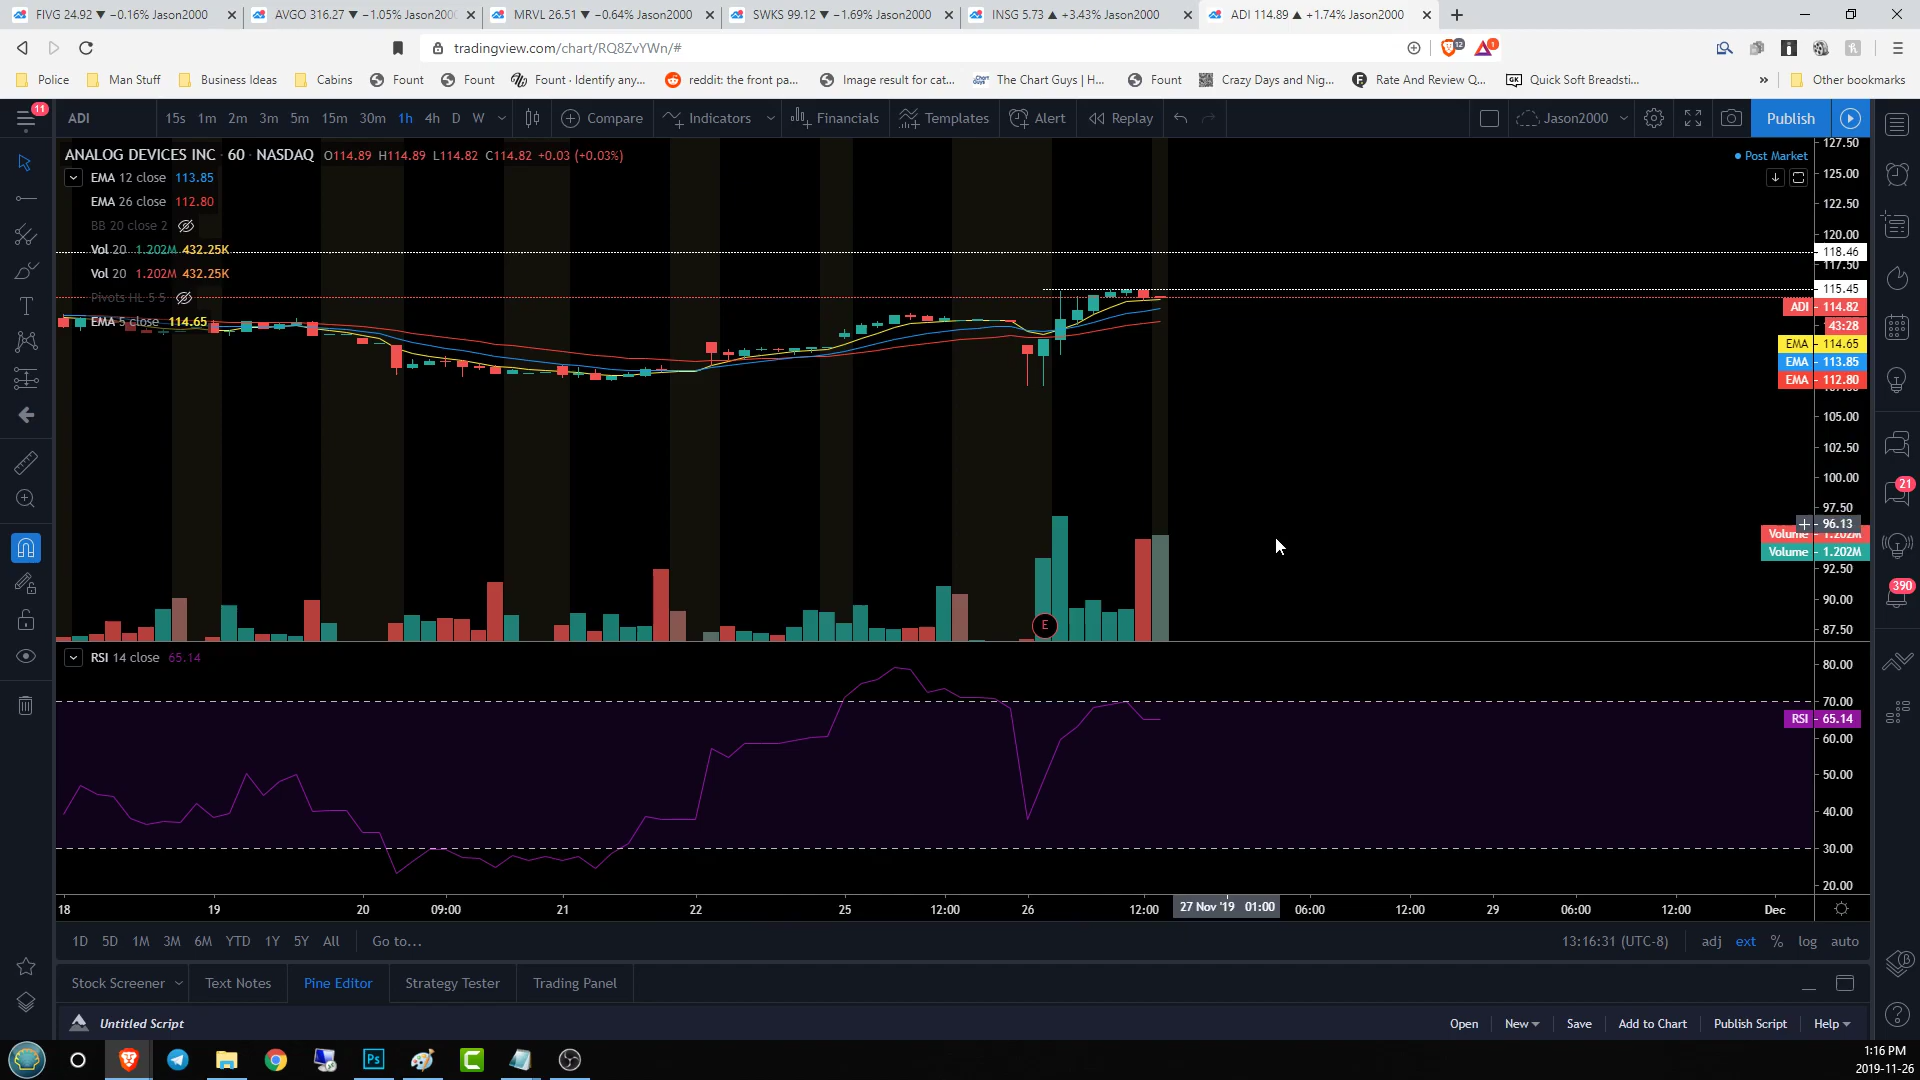 FIVG 24.92 ▼ −0.16% Jason2000
AVGO 316.27 ▼ −1.05% Jason2000
MRVL 26.51 ▼ −0.64% Jason2000
SWKS 99.12 ▼ −1.69% Jason2000
INSG 5.73 ▲ +3.43% Jason2000
ADI 114.89 ▲ +1.74% Jason2000
tradingview.com/chart/RQ8ZvYWn/#
12
1
Police
Man Stuff
Business Ideas
Cabins
Fount
Fount
Fount · Identify any...
reddit: the front pa...
Image result for cat...
The Chart Guys | H...
Fount
Crazy Days and Nig...
Rate And Review Q...
Quick Soft Breadsti...
»
Other bookmarks
11
ADI
15s 1m 2m 3m 5m 15m 30m 1h 4h D W
Compare
Indicators
Financials
Templates
Alert
Replay
Jason2000
Publish
ANALOG DEVICES INC · 60 · NASDAQ O114.89 H114.89 L114.82 C114.82 +0.03 (+0.03%)
Post Market
EMA 12 close 113.85
EMA 26 close 112.80
BB 20 close 2
Vol 20 1.202M 432.25K
Vol 20 1.202M 432.25K
Pivots HL 5 5
EMA 5 close 114.65
127.50
125.00
122.50
120.00
118.46
117.50
115.45
ADI 114.82
43:28
EMA 114.65
EMA 113.85
EMA 112.80
105.00
102.50
100.00
97.50
96.13
Volume 1.202M
Volume 1.202M
92.50
90.00
87.50
E
21
390
RSI 14 close 65.14
80.00
70.00
RSI 65.14
60.00
50.00
40.00
30.00
20.00
18 19 20 09:00 21 22 25 12:00 26 12:00 27 Nov '19 01:00 06:00 12:00 29 06:00 12:00 Dec
1D 5D 1M 3M 6M YTD 1Y 5Y All Go to...
13:16:31 (UTC-8) adj ext % log auto
Stock Screener
Text Notes
Pine Editor
Strategy Tester
Trading Panel
Untitled Script
Open New Save Add to Chart Publish Script Help
Ps
1:16 PM
2019-11-26